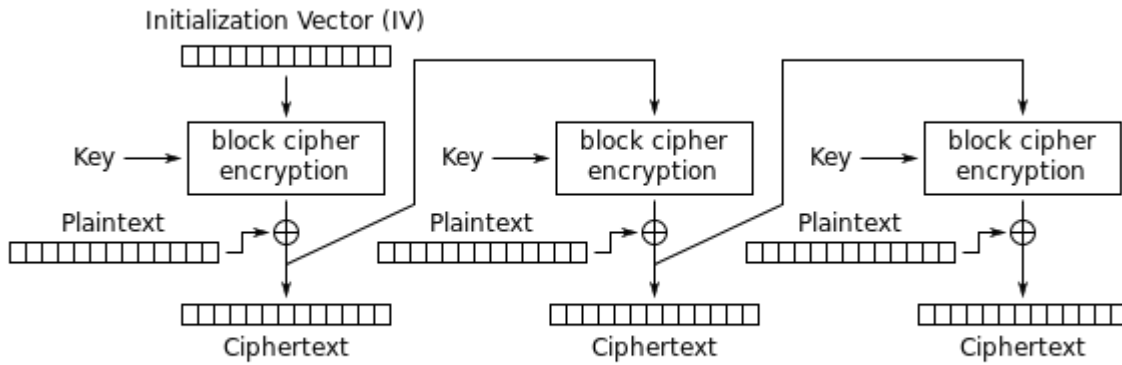 Initialization Vector (IV)
Key
block cipher
encryption
Key
block cipher
encryption
Key
block cipher
encryption
Plaintext
Plaintext
Plaintext
Ciphertext
Ciphertext
Ciphertext